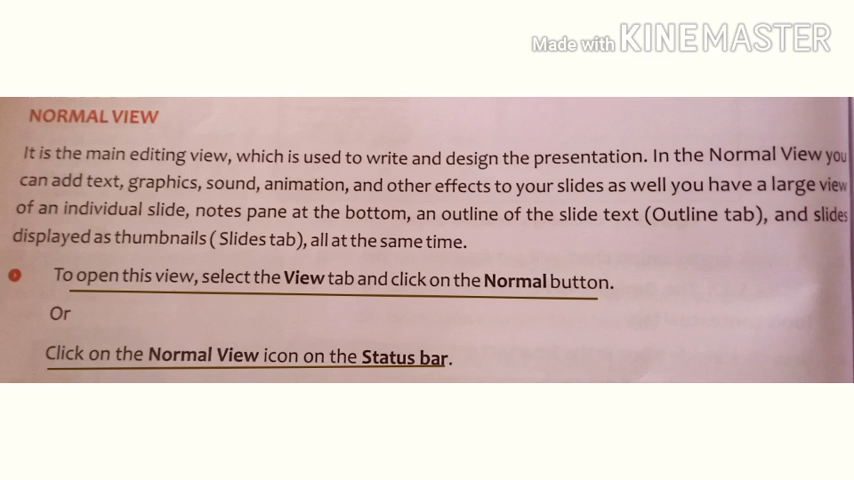 Made with KINEMASTER
NORMAL VIEW
It is the main editing view, which is used to write and design the presentation. In the Normal View you
can add text, graphics, sound, animation, and other effects to your slides as well you have a large view
of an individual slide, notes pane at the bottom, an outline of the slide text (Outline tab), and slides
displayed as thumbnails ( Slides tab), all at the same time.
To open this view, select the View tab and click on the Normal button.
Or
Click on the Normal View icon on the Status bar.